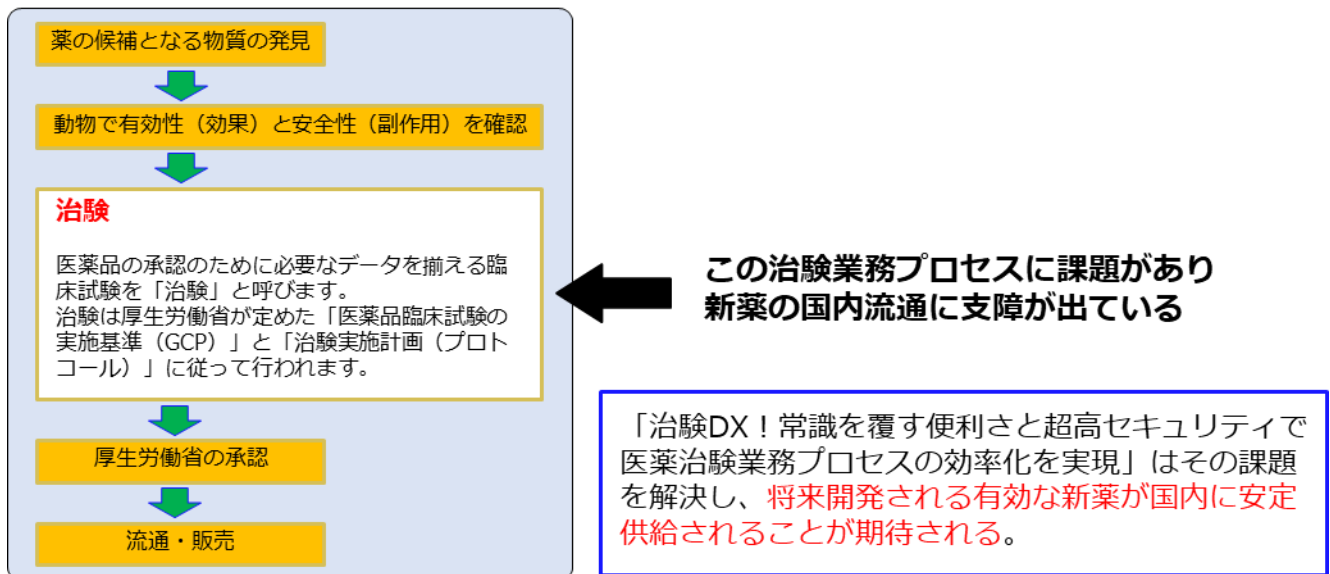 薬の候補となる物質の発見
動物で有効性（効果）と安全性（副作用）を確認
治験
医薬品の承認のために必要なデータを揃える臨
床試験を「治験」と呼びます。
治験は厚生労働省が定めた「医薬品臨床試験の
実施基準（GCP）」と「治験実施計画（プロト
コール）」に従って行われます。
厚生労働省の承認
流通・販売
この治験業務プロセスに課題があり
新薬の国内流通に支障が出ている
「治験DX！常識を覆す便利さと超高セキュリティで
医薬治験業務プロセスの効率化を実現」はその課題
を解決し、将来開発される有効な新薬が国内に安定
供給されることが期待される。